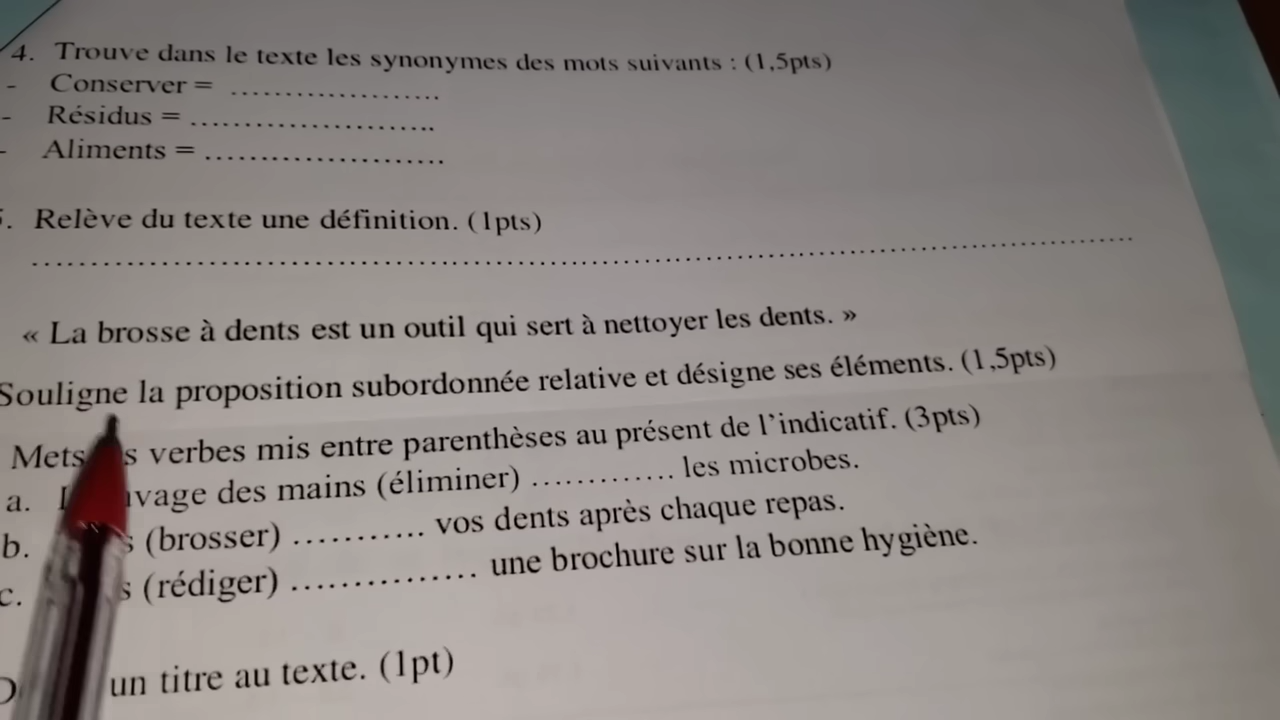 4. Trouve dans le texte les synonymes des mots suivants : (1,5pts)
- Conserver = ....................
- Résidus = .......................
- Aliments = ......................
. Relève du texte une définition. (1pts)
..........................................................................................
« La brosse à dents est un outil qui sert à nettoyer les dents. »
Souligne la proposition subordonnée relative et désigne ses éléments. (1,5pts)
Mets verbes mis entre parenthèses au présent de l'indicatif. (3pts)
a. des mains (éliminer) ............. les microbes.
b. (brosser) ............ vos dents après chaque repas.
c. (rédiger) ................ une brochure sur la bonne hygiène.
un titre au texte. (1pt)